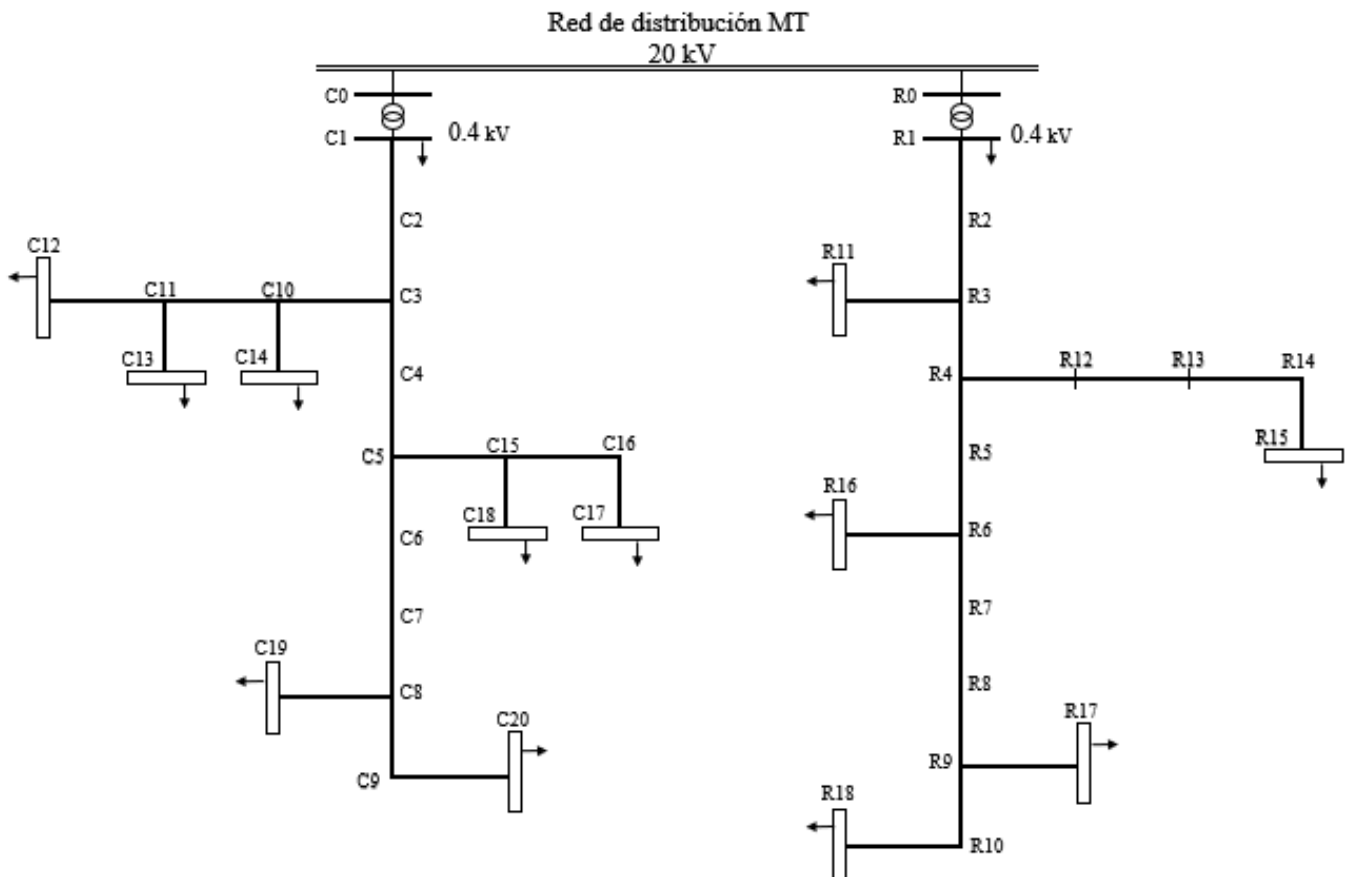 Red de distribución MT
20 kV
C0
R0
C1
0.4 kV
R1
0.4 kV
C2
R2
C12
R11
C11
C10
C3
R3
C13
C14
C4
R4
R12
R13
R14
C5
C15
C16
R5
R15
C18
C17
R16
C6
R6
C7
R7
C19
C8
R8
C20
R17
C9
R9
R18
R10